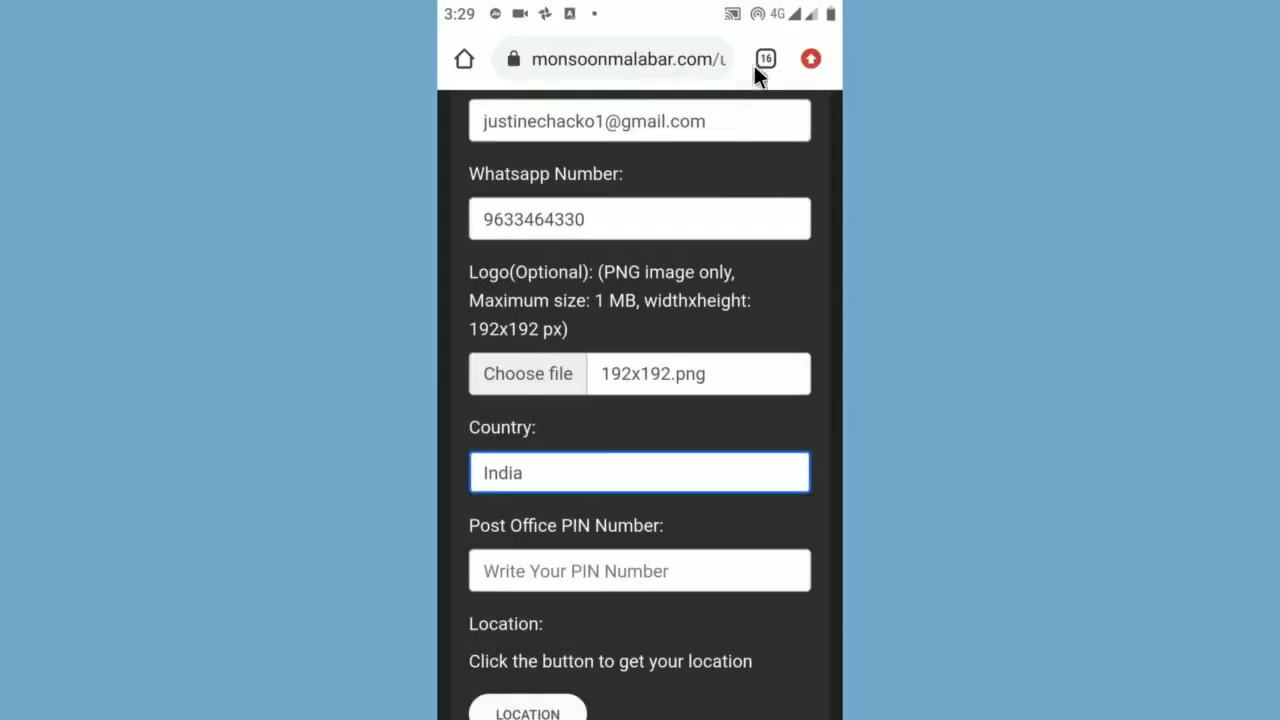 3:29
4G
monsoonmalabar.com/u
16
justinechacko1@gmail.com
Whatsapp Number:
9633464330
Logo(Optional): (PNG image only,
Maximum size: 1 MB, widthxheight:
192x192 px)
Choose file 192x192.png
Country:
India
Post Office PIN Number:
Write Your PIN Number
Location:
Click the button to get your location
LOCATION